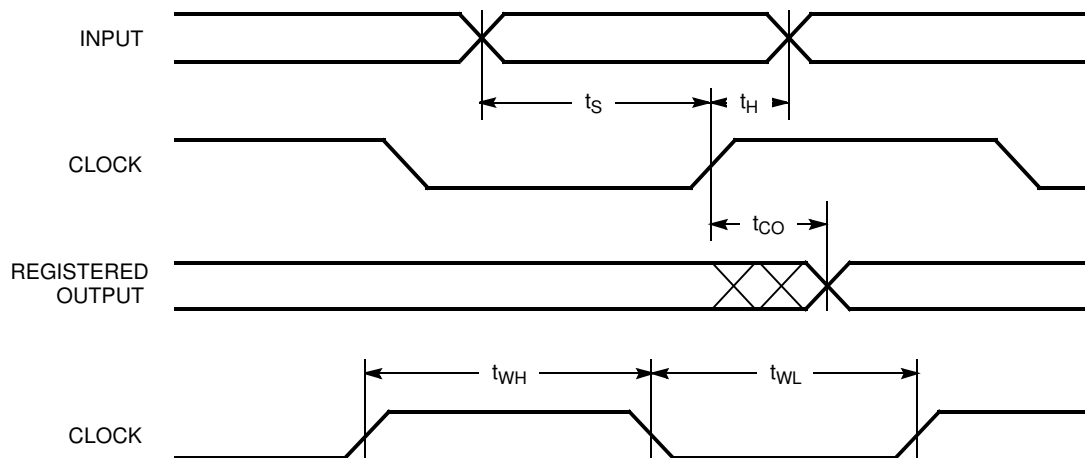 INPUT
tS
tH
CLOCK
tCO
REGISTERED
OUTPUT
tWH
tWL
CLOCK